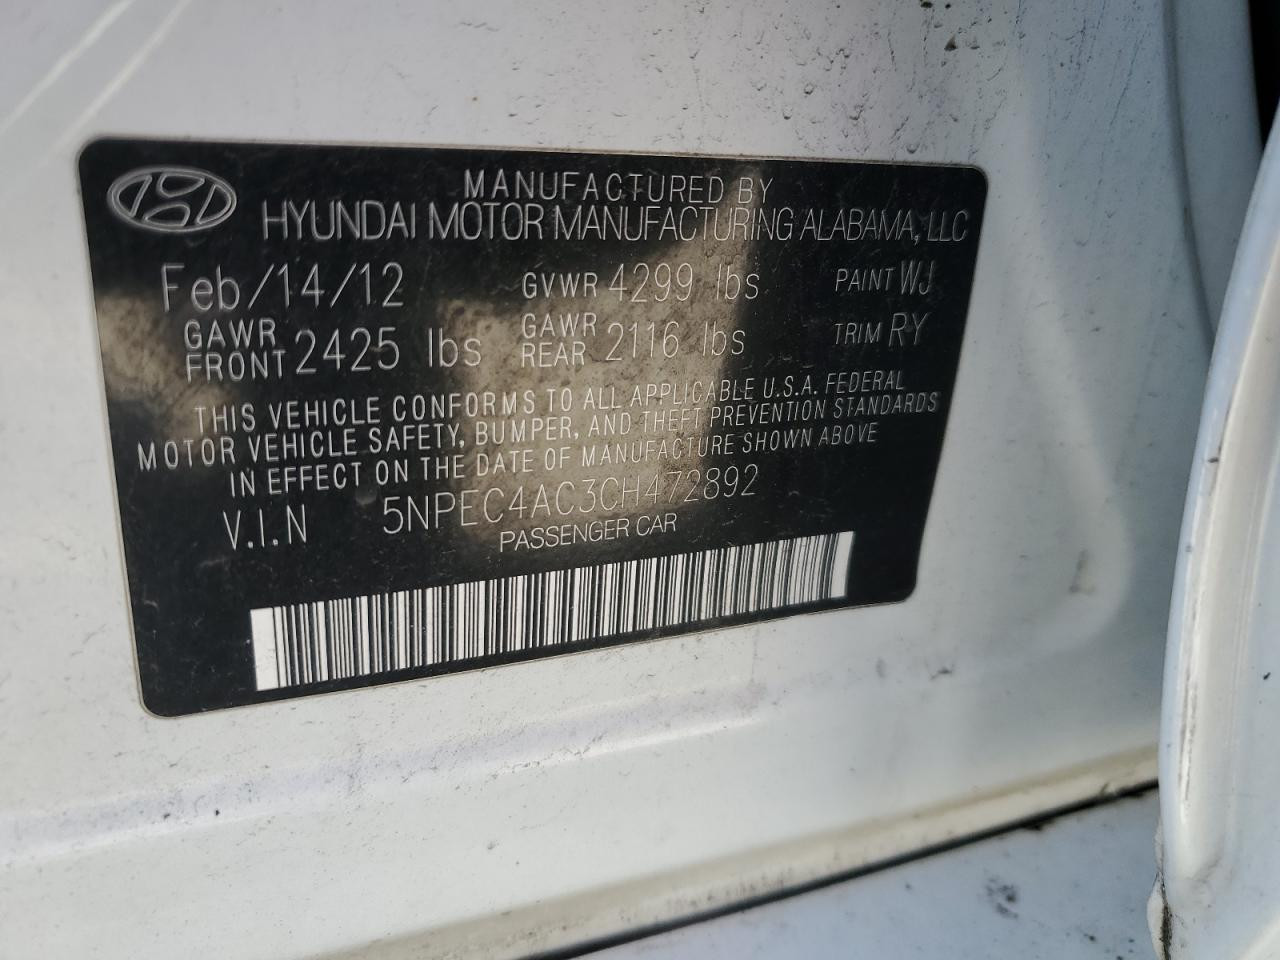 MANUFACTURED BY
HYUNDAI MOTOR MANUFACTURING ALABAMA, LLC
Feb/14/12 GVWR 4299 lbs PAINT WJ
GAWR FRONT 2425 lbs GAWR REAR 2116 lbs TRIM RY
THIS VEHICLE CONFORMS TO ALL APPLICABLE U.S.A. FEDERAL
MOTOR VEHICLE SAFETY, BUMPER, AND THEFT PREVENTION STANDARDS
IN EFFECT ON THE DATE OF MANUFACTURE SHOWN ABOVE
V.I.N 5NPEC4AC3CH472892
PASSENGER CAR